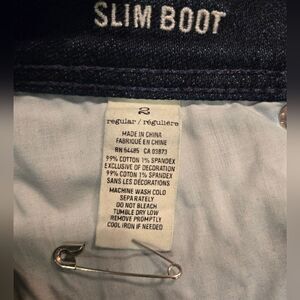 SLIM BOOT
2
regular / régulière
MADE IN CHINA
FABRIQUÉ EN CHINE
RN 54485 CA 03873
99% COTTON 1% SPANDEX
EXCLUSIVE OF DECORATION
99% COTTON 1% SPANDEX
SANS LES DÉCORATIONS
MACHINE WASH COLD
SEPARATELY
DO NOT BLEACH
TUMBLE DRY LOW
REMOVE PROMPTLY
COOL IRON IF NEEDED